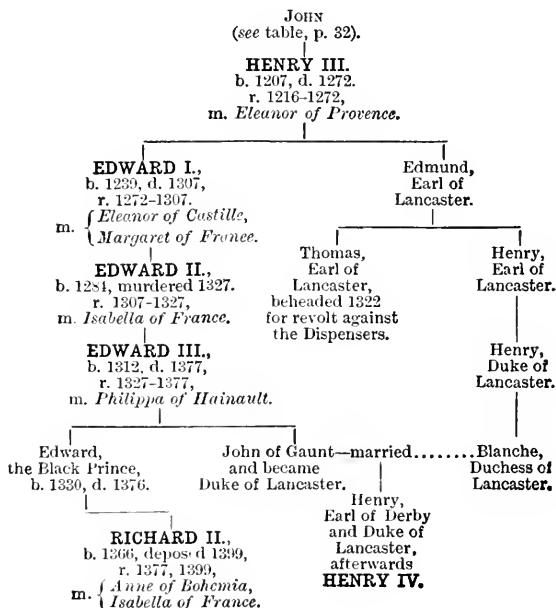 JOHN
(see table, p. 32).
HENRY III.
b. 1207, d. 1272.
r. 1216–1272,
m. Eleanor of Provence.
EDWARD I.,
b. 1239, d. 1307,
r. 1272–1307.
m. { Eleanor of Castille,
Margaret of France.
Edmund,
Earl of
Lancaster.
EDWARD II.,
b. 1284, murdered 1327.
r. 1307–1327,
m. Isabella of France.
Thomas,
Earl of
Lancaster,
beheaded 1322
for revolt against
the Dispensers.
Henry,
Earl of
Lancaster.
EDWARD III.,
b. 1312, d. 1377,
r. 1327–1377,
m. Philippa of Hainault.
Henry,
Duke of
Lancaster.
Edward,
the Black Prince,
b. 1330, d. 1376.
John of Gaunt—married........Blanche,
and became
Duke of Lancaster.
Duchess of
Lancaster.
RICHARD II.,
b. 1366, deposed 1399,
r. 1377, 1399,
m. { Anne of Bohemia,
Isabella of France.
Henry,
Earl of Derby
and Duke of
Lancaster,
afterwards
HENRY IV.